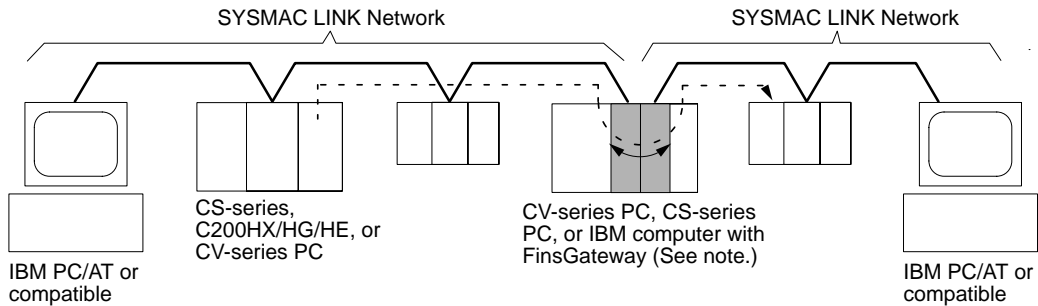 SYSMAC LINK Network
SYSMAC LINK Network
CS-series,
C200HX/HG/HE, or
CV-series PC
CV-series PC, CS-series
PC, or IBM computer with
FinsGateway (See note.)
IBM PC/AT or
compatible
IBM PC/AT or
compatible